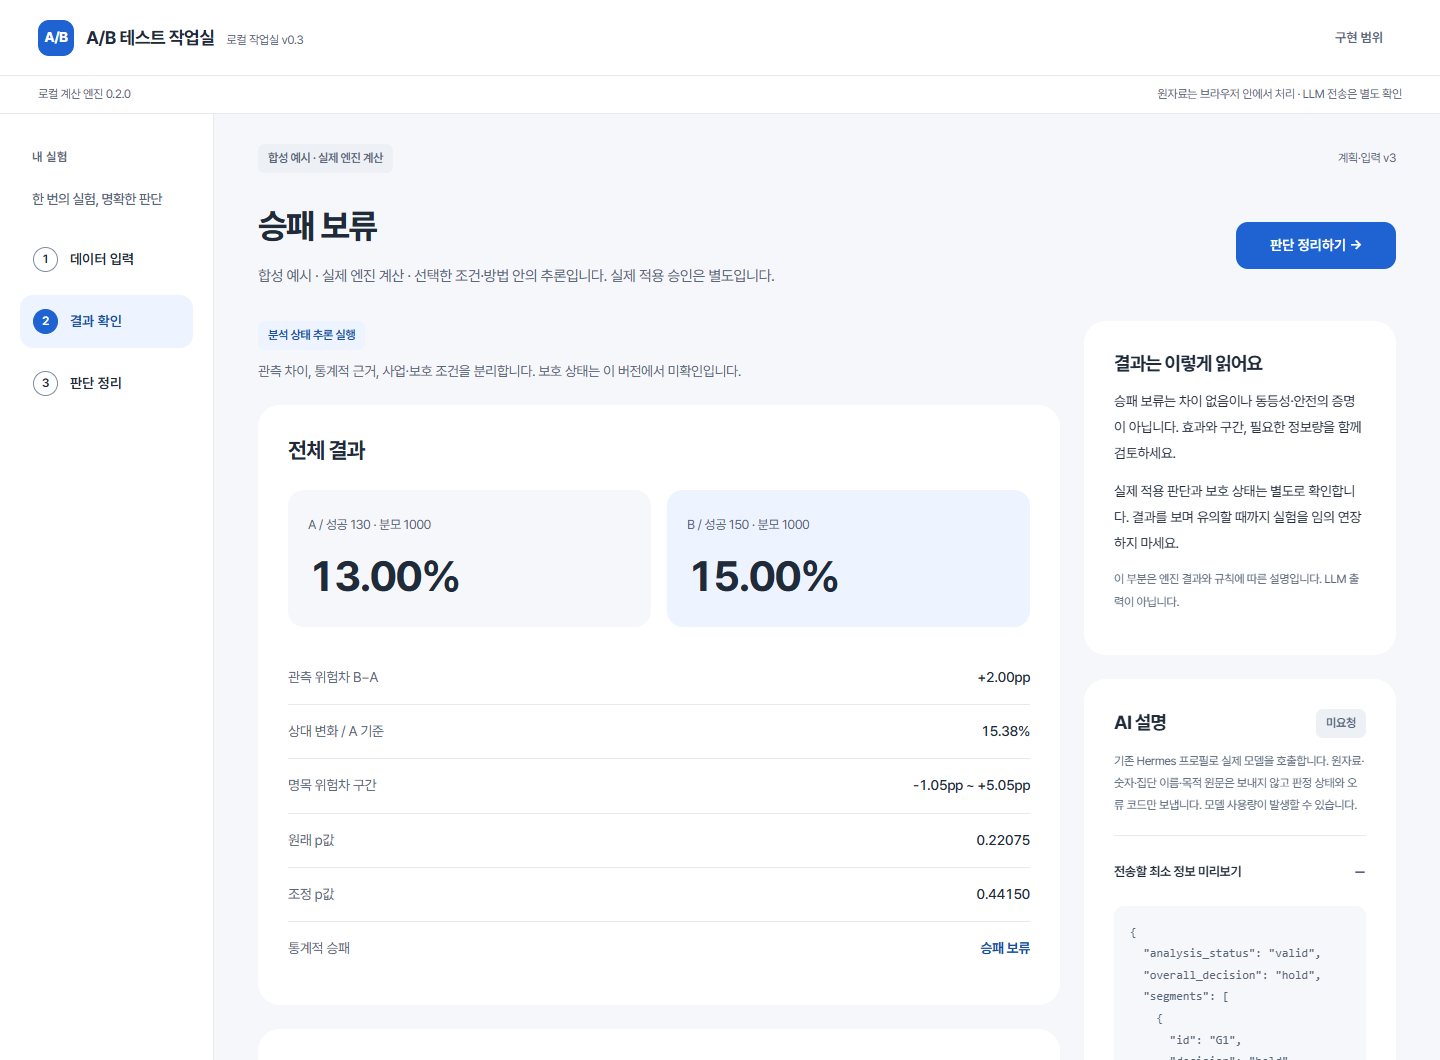 A/B
A/B 테스트 작업실
로컬 작업실 v0.3
구현 범위
로컬 계산 엔진 0.2.0
원자료는 브라우저 안에서 처리 · LLM 전송은 별도 확인
내 실험
한 번의 실험, 명확한 판단
1 데이터 입력
2 결과 확인
3 판단 정리
합성 예시 · 실제 엔진 계산
계획·입력 v3
승패 보류
합성 예시 · 실제 엔진 계산 · 선택한 조건·방법 안의 추론입니다. 실제 적용 승인은 별도입니다.
판단 정리하기 →
분석 상태 추론 실행
관측 차이, 통계적 근거, 사업·보호 조건을 분리합니다. 보호 상태는 이 버전에서 미확인입니다.
전체 결과
A / 성공 130 · 분모 1000
13.00%
B / 성공 150 · 분모 1000
15.00%
관측 위험차 B−A +2.00pp
상대 변화 / A 기준 15.38%
명목 위험차 구간 -1.05pp ~ +5.05pp
원래 p값 0.22075
조정 p값 0.44150
통계적 승패 승패 보류
결과는 이렇게 읽어요
승패 보류는 차이 없음이나 동등성·안전의 증명
이 아닙니다. 효과와 구간, 필요한 정보량을 함께
검토하세요.
실제 적용 판단과 보호 상태는 별도로 확인합니
다. 결과를 보며 유의할 때까지 실험을 임의 연장
하지 마세요.
이 부분은 엔진 결과와 규칙에 따른 설명입니다. LLM 출
력이 아닙니다.
AI 설명
미요청
기존 Hermes 프로필로 실제 모델을 호출합니다. 원자료·
숫자·집단 이름·목적 원문은 보내지 않고 판정 상태와 오
류 코드만 보냅니다. 모델 사용량이 발생할 수 있습니다.
전송할 최소 정보 미리보기 −
{
"analysis_status": "valid",
"overall_decision": "hold",
"segments": [
{
"id": "G1",
"decision": "hold"